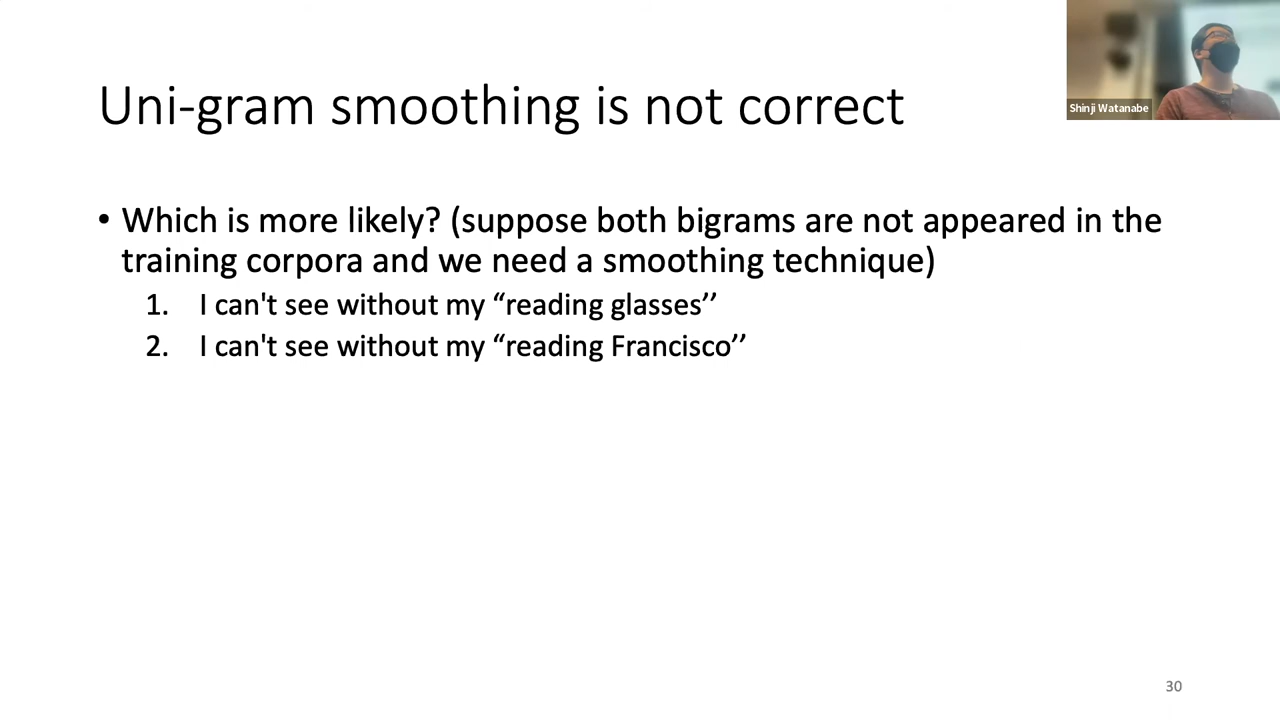 Shinji Watanabe
Uni-gram smoothing is not correct
• Which is more likely? (suppose both bigrams are not appeared in the
training corpora and we need a smoothing technique)
1. I can't see without my “reading glasses’’
2. I can't see without my “reading Francisco’’
30